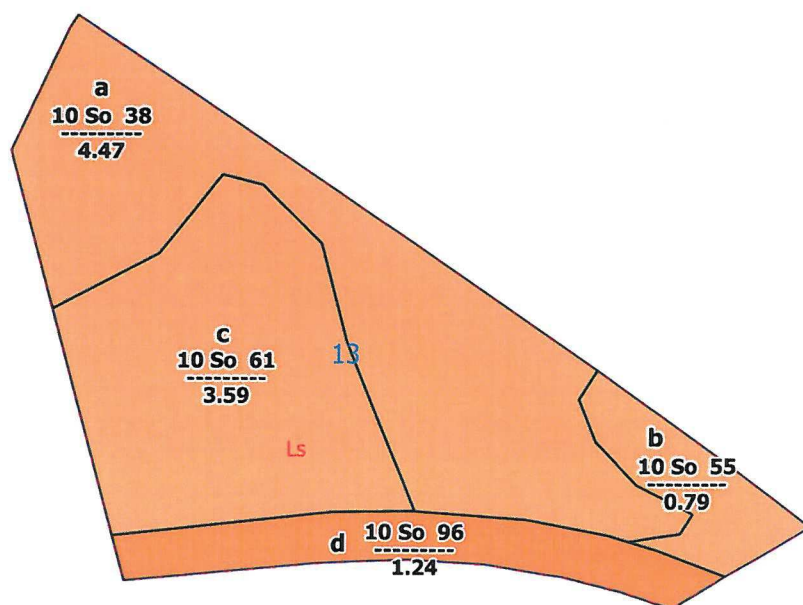 a
10 So 38
---------
4.47
c
10 So 61
---------
3.59
13
Ls
b
10 So 55
---------
0.79
d
10 So 96
---------
1.24